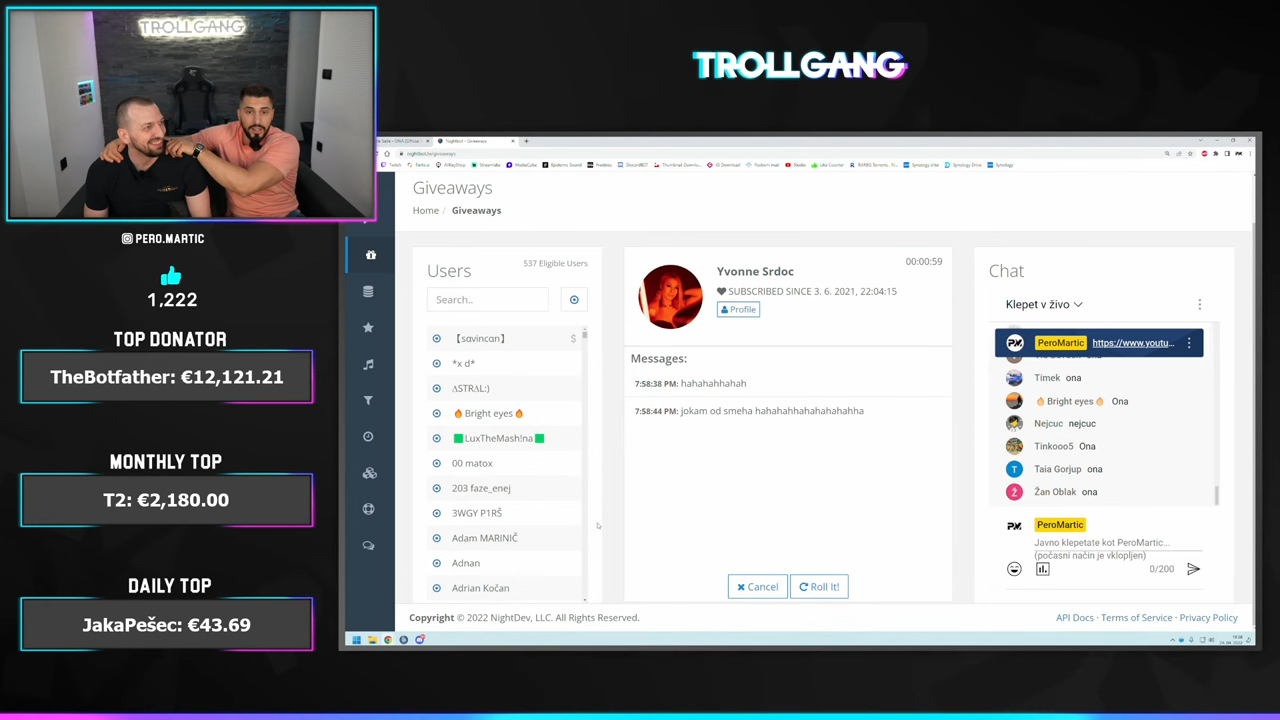 TROLLGANG
TROLLGANG
PERO.MARTIC
1,222
TOP DONATOR
TheBotfather: €12,121.21
MONTHLY TOP
T2: €2,180.00
DAILY TOP
JakaPešec: €43.69
Nightbot - Giveaways
Giveaways
Home / Giveaways
Users
537 Eligible Users
Search..
【sαvincαn】
$
*x d*
ΛSTRΛL:)
🔥 Bright eyes 🔥
🟩LuxTheMash!na🟩
00 matox
203 faze_enej
3WGY P1RŠ
Adam MARINIČ
Adnan
Adrian Kočan
00:00:59
Yvonne Srdoc
SUBSCRIBED SINCE 3. 6. 2021, 22:04:15
Profile
Messages:
7:58:38 PM: hahahahhahah
7:58:44 PM: jokam od smeha hahahahhahahahahahha
Cancel
Roll It!
Chat
Klepet v živo
PeroMartic https://www.youtu...
Timek ona
🔥 Bright eyes 🔥 Ona
Nejcuc nejcuc
Tinkooo5 Ona
Taia Gorjup ona
Žan Oblak ona
PeroMartic
Javno klepetate kot PeroMartic...
(počasni način je vklopljen)
0/200
Copyright © 2022 NightDev, LLC. All Rights Reserved.
API Docs · Terms of Service · Privacy Policy